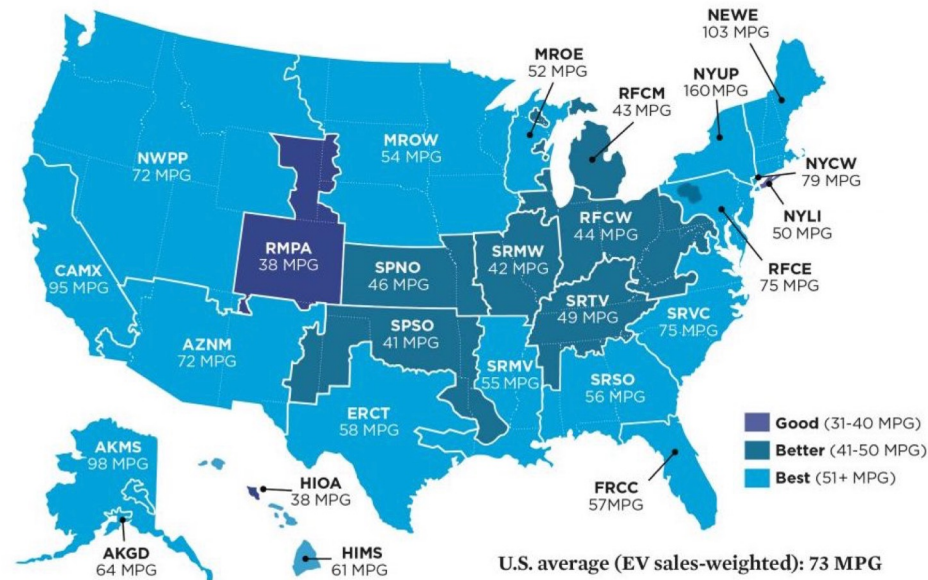 NEWE
103 MPG
MROE
52 MPG
RFCM
43 MPG
NYUP
160 MPG
MROW
54 MPG
NWPP
72 MPG
NYCW
79 MPG
NYLI
50 MPG
RFCW
44 MPG
RMPA
38 MPG
SRMW
42 MPG
RFCE
75 MPG
CAMX
95 MPG
SPNO
46 MPG
SRTV
49 MPG
SRVC
75 MPG
SPSO
41 MPG
AZNM
72 MPG
SRMV
55 MPG
SRSO
56 MPG
ERCT
58 MPG
Good (31-40 MPG)
Better (41-50 MPG)
Best (51+ MPG)
AKMS
98 MPG
HIOA
38 MPG
FRCC
57MPG
AKGD
64 MPG
HIMS
61 MPG
U.S. average (EV sales-weighted): 73 MPG